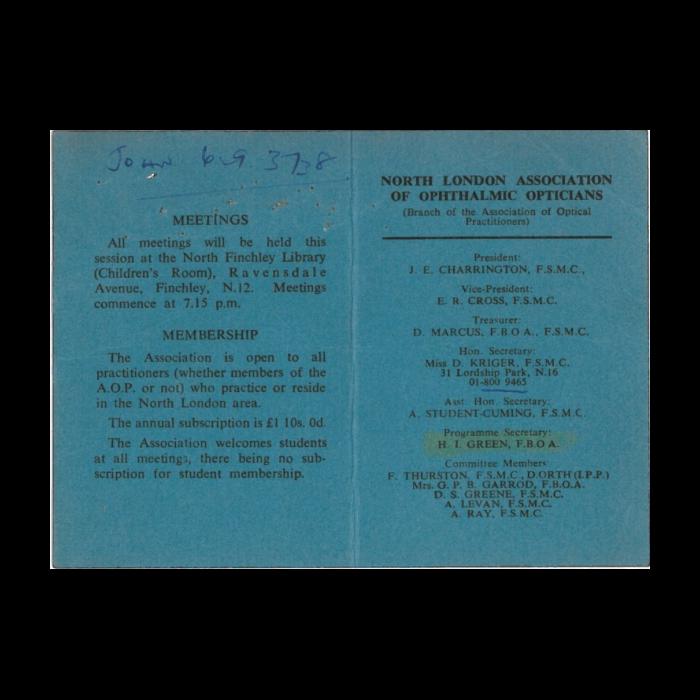 JOHN 6.9 3738
MEETINGS
All meetings will be held this
session at the North Finchley Library
(Children's Room), Ravensdale
Avenue, Finchley, N.12. Meetings
commence at 7.15 p.m.
MEMBERSHIP
The Association is open to all
practitioners (whether members of the
A.O.P. or not) who practice or reside
in the North London area.
The annual subscription is £1 10s. 0d.
The Association welcomes students
at all meetings, there being no sub-
scription for student membership.
NORTH LONDON ASSOCIATION
OF OPHTHALMIC OPTICIANS
(Branch of the Association of Optical
Practitioners)
President:
J. E. CHARRINGTON, F.S.M.C.,
Vice-President:
E. R. CROSS, F.S.M.C.
Treasurer:
D. MARCUS, F.B.O.A., F.S.M.C.
Hon. Secretary:
Miss D. KRIGER, F.S.M.C.
31 Lordship Park, N.16
01-800 9465
Asst. Hon. Secretary:
A. STUDENT-CUMING, F.S.M.C.
Programme Secretary:
H. I. GREEN, F.B.O.A.
Committee Members
F. THURSTON, F.S.M.C., D.ORTH (I.P.P.)
Mrs. G. P. B. GARROD, F.B.O.A.
D. S. GREENE, F.S.M.C.
A. LEVAN, F.S.M.C.
A. RAY, F.S.M.C.